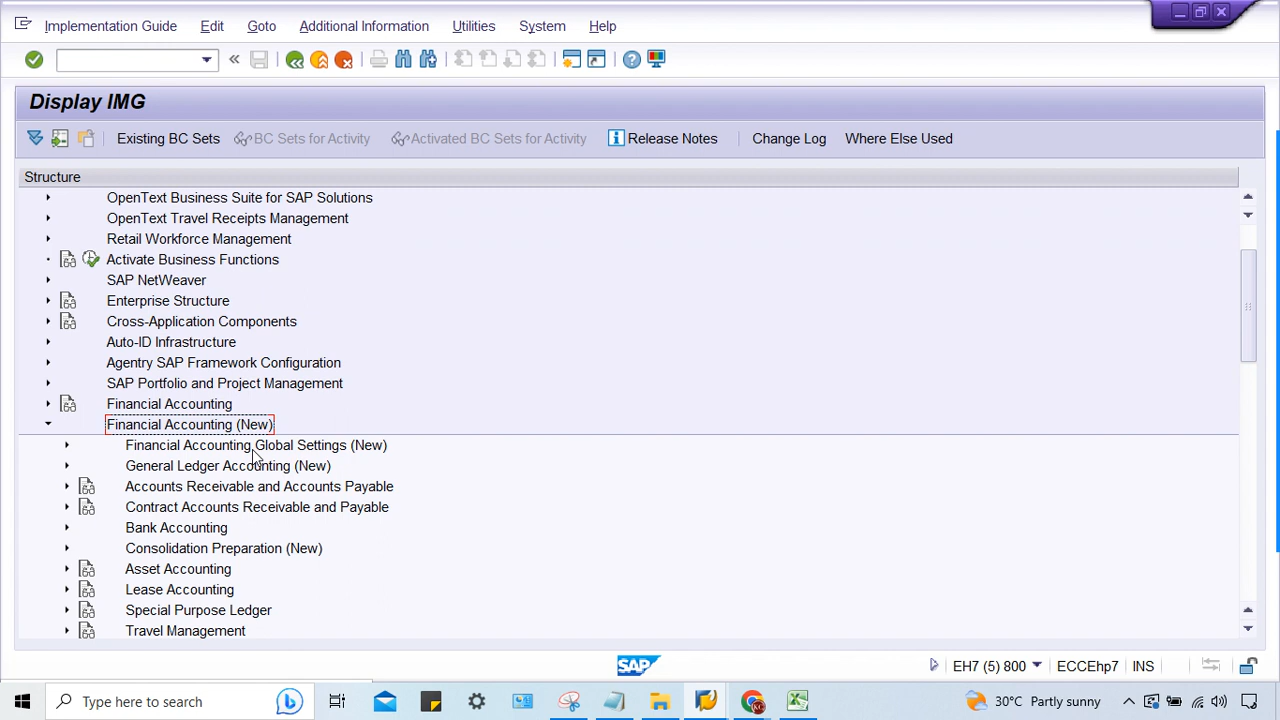 Implementation Guide Edit Goto Additional Information Utilities System Help
Display IMG
Existing BC Sets BC Sets for Activity Activated BC Sets for Activity Release Notes Change Log Where Else Used
Structure
OpenText Business Suite for SAP Solutions
OpenText Travel Receipts Management
Retail Workforce Management
Activate Business Functions
SAP NetWeaver
Enterprise Structure
Cross-Application Components
Auto-ID Infrastructure
Agentry SAP Framework Configuration
SAP Portfolio and Project Management
Financial Accounting
Financial Accounting (New)
Financial Accounting Global Settings (New)
General Ledger Accounting (New)
Accounts Receivable and Accounts Payable
Contract Accounts Receivable and Payable
Bank Accounting
Consolidation Preparation (New)
Asset Accounting
Lease Accounting
Special Purpose Ledger
Travel Management
SAP EH7 (5) 800 ECCEhp7 INS
Type here to search 30°C Partly sunny